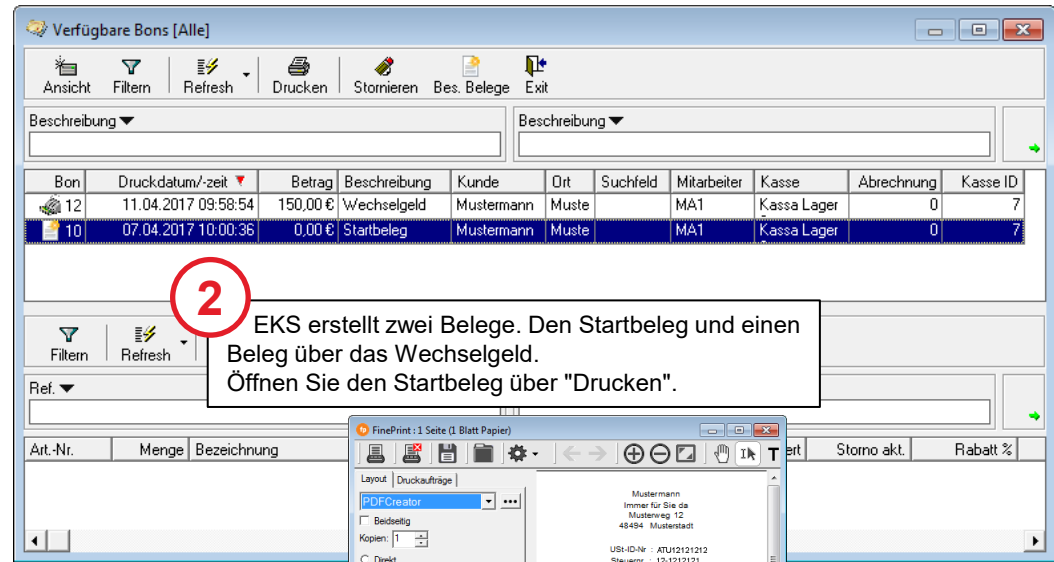 Verfügbare Bons [Alle]
Ansicht Filtern Refresh Drucken Stornieren Bes. Belege Exit
Beschreibung Beschreibung
Bon Druckdatum/-zeit Betrag Beschreibung Kunde Ort Suchfeld Mitarbeiter Kasse Abrechnung Kasse ID
12 11.04.2017 09:58:54 150,00 € Wechselgeld Mustermann Muste MA1 Kassa Lager 0 7
10 07.04.2017 10:00:36 0,00 € Startbeleg Mustermann Muste MA1 Kassa Lager 0 7
2
EKS erstellt zwei Belege. Den Startbeleg und einen
Beleg über das Wechselgeld.
Öffnen Sie den Startbeleg über "Drucken".
Filtern Refresh
Ref.
Art.-Nr. Menge Bezeichnung ert Storno akt. Rabatt %
fp FinePrint : 1 Seite (1 Blatt Papier)
Layout Druckaufträge
PDFCreator
Beidseitig
Kopien: 1
Direkt
Mustermann
Immer für Sie da
Musterweg 12
48494 Musterstadt
USt-ID-Nr : ATU12121212
Steuernr. : 12-1212121